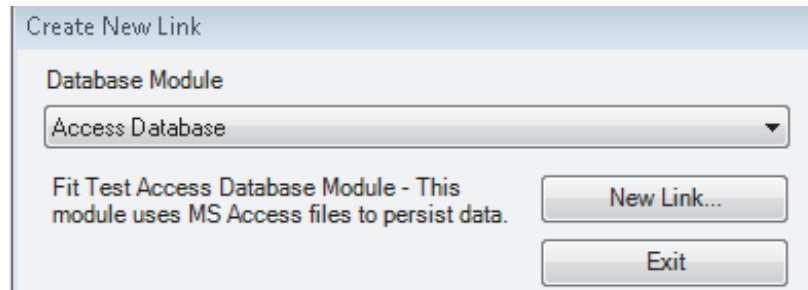 Create New Link
Database Module
Access Database
Fit Test Access Database Module - This
module uses MS Access files to persist data.
New Link...
Exit